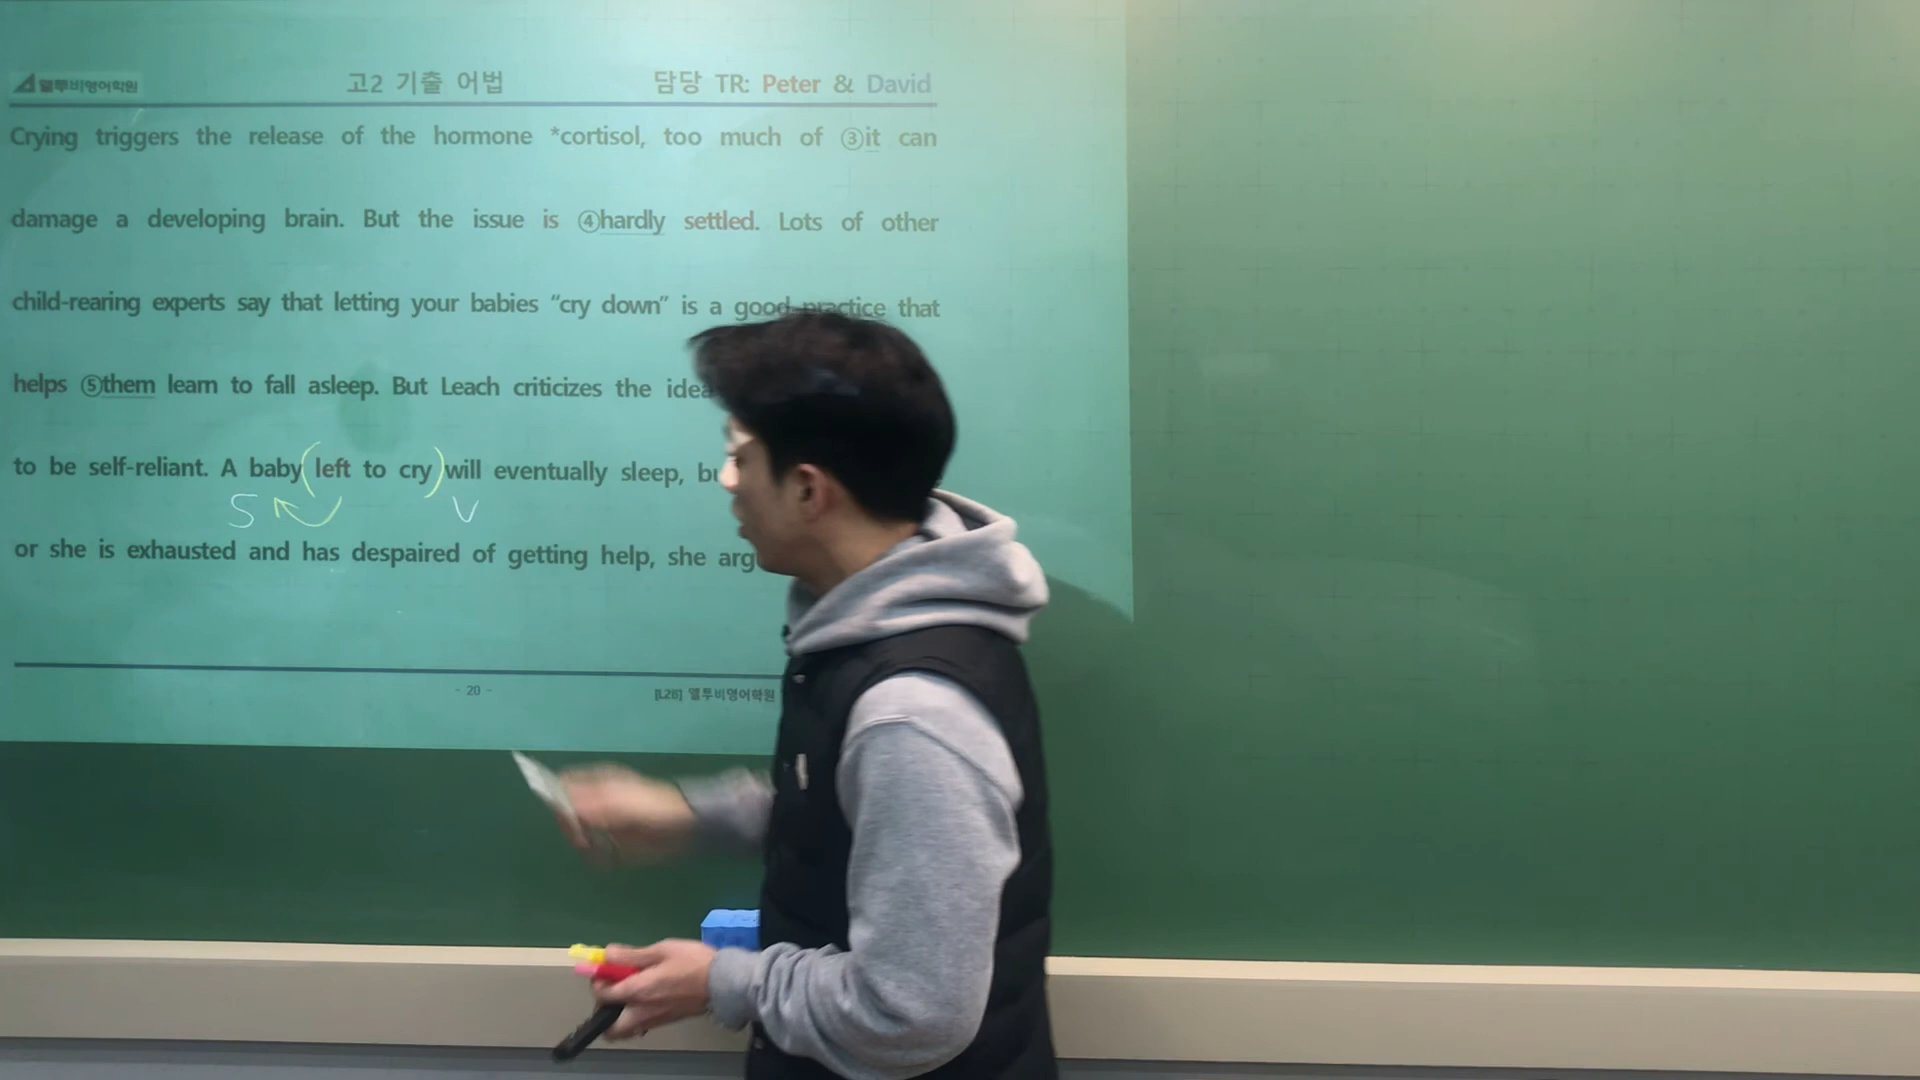 엘투비영어학원 고2 기출 어법 담당 TR: Peter & David
Crying triggers the release of the hormone *cortisol, too much of ③it can
damage a developing brain. But the issue is ④hardly settled. Lots of other
child-rearing experts say that letting your babies “cry down” is a good practice that
helps ⑤them learn to fall asleep. But Leach criticizes the idea
to be self-reliant. A baby (left to cry) will eventually sleep,
S V
or she is exhausted and has despaired of getting help, she
- 20 - [L2B] 엘투비영어학원